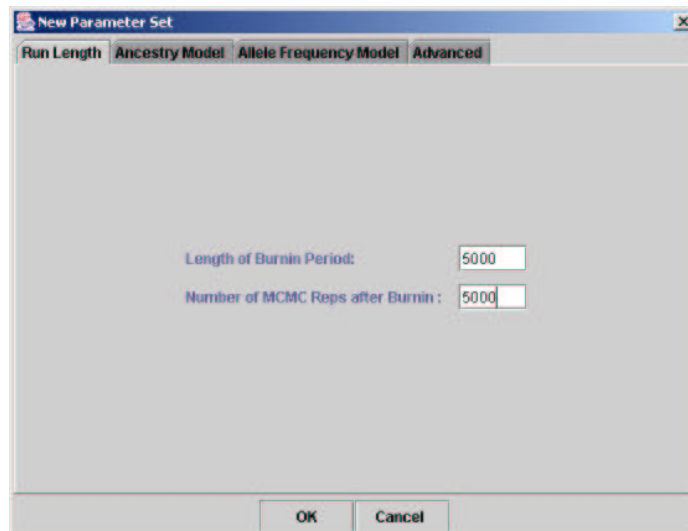 New Parameter Set
Run Length Ancestry Model Allele Frequency Model Advanced
Length of Burnin Period: 5000
Number of MCMC Reps after Burnin : 5000
OK Cancel